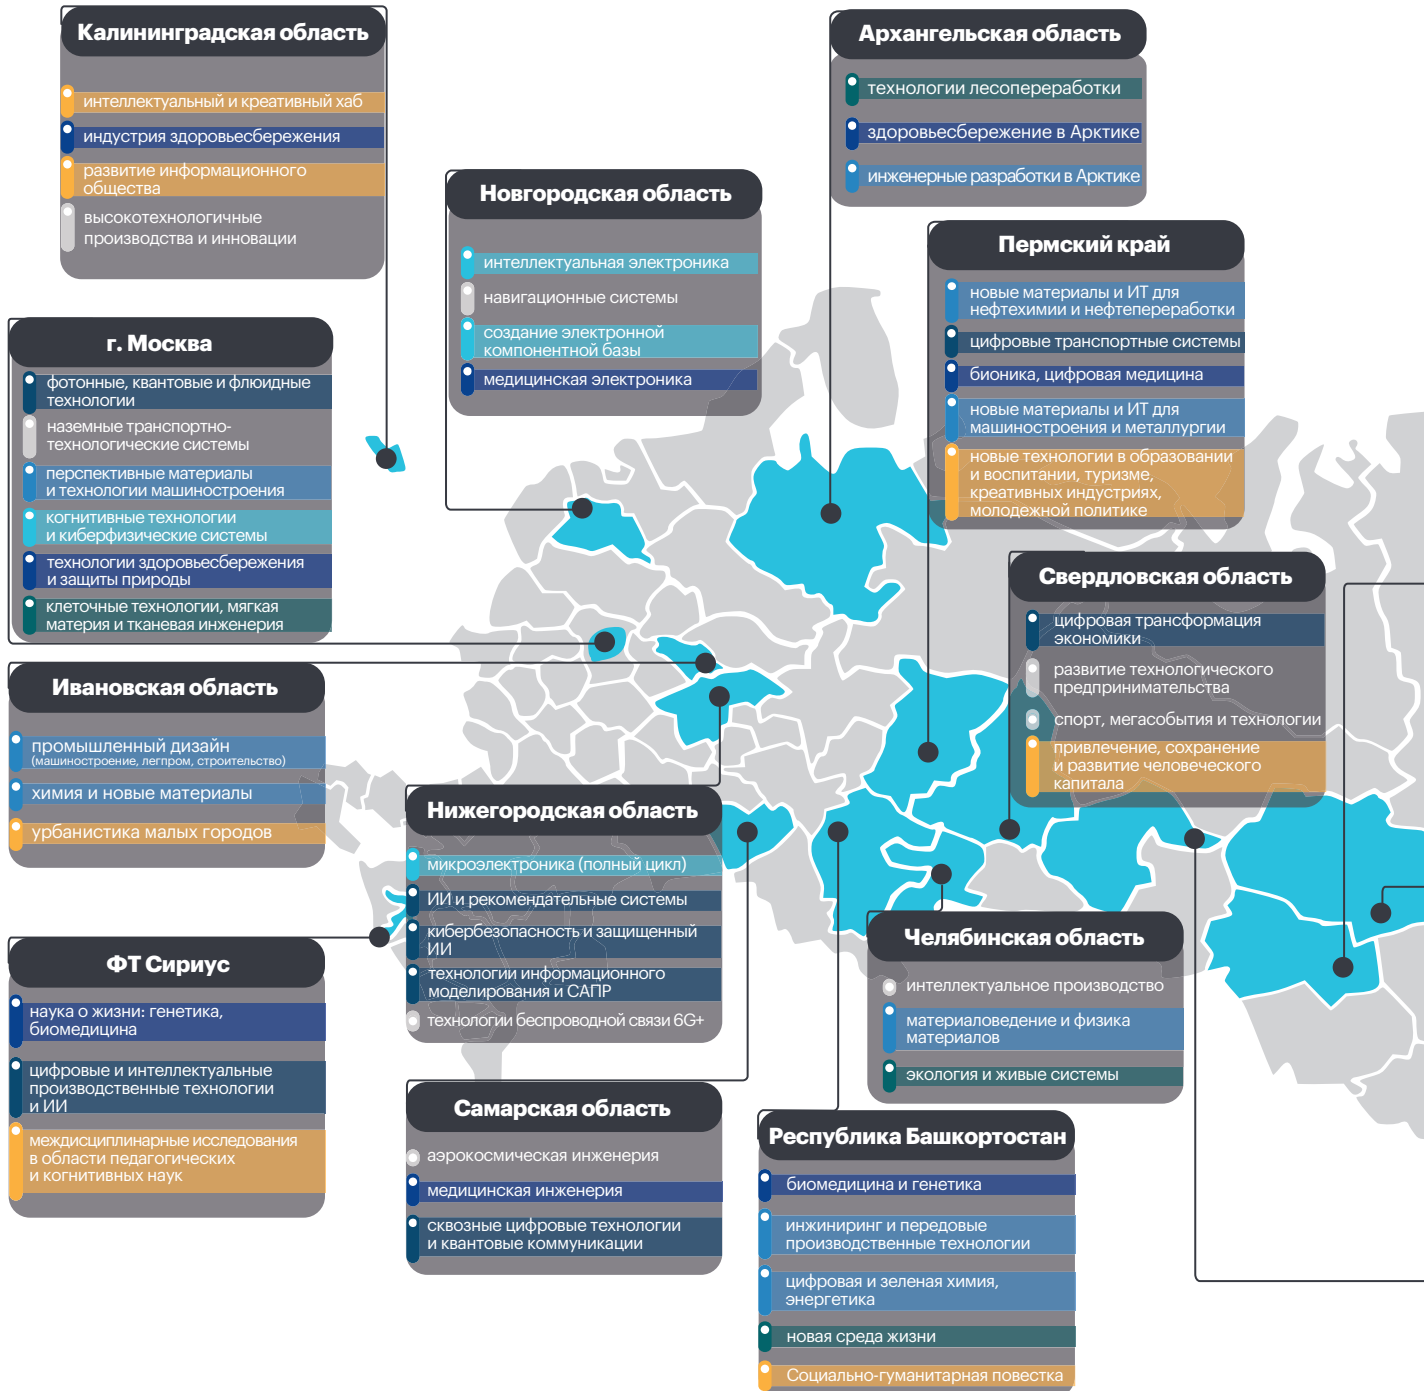 Калининградская область
интеллектуальный и креативный хаб
индустрия здоровьесбережения
развитие информационного
общества
высокотехнологичные
производства и инновации
Архангельская область
технологии лесопереработки
здоровьесбережение в Арктике
инженерные разработки в Арктике
Новгородская область
интеллектуальная электроника
навигационные системы
создание электронной
компонентной базы
медицинская электроника
Пермский край
новые материалы и ИТ для
нефтехимии и нефтепереработки
цифровые транспортные системы
бионика, цифровая медицина
новые материалы и ИТ для
машиностроения и металлургии
новые технологии в образовании
и воспитании, туризме,
креативных индустриях,
молодежной политике
г. Москва
фотонные, квантовые и флюидные
технологии
наземные транспортно-
технологические системы
перспективные материалы
и технологии машиностроения
когнитивные технологии
и киберфизические системы
технологии здоровьесбережения
и защиты природы
клеточные технологии, мягкая
материя и тканевая инженерия
Свердловская область
цифровая трансформация
экономики
развитие технологического
предпринимательства
спорт, мегасобытия и технологии
привлечение, сохранение
и развитие человеческого
капитала
Ивановская область
промышленный дизайн
(машиностроение, легпром, строительство)
химия и новые материалы
урбанистика малых городов
Нижегородская область
микроэлектроника (полный цикл)
ИИ и рекомендательные системы
кибербезопасность и защищенный
ИИ
технологии информационного
моделирования и САПР
технологии беспроводной связи 6G+
Челябинская область
интеллектуальное производство
материаловедение и физика
материалов
экология и живые системы
ФТ Сириус
наука о жизни: генетика,
биомедицина
цифровые и интеллектуальные
производственные технологии
и ИИ
междисциплинарные исследования
в области педагогических
и когнитивных наук
Самарская область
аэрокосмическая инженерия
медицинская инженерия
сквозные цифровые технологии
и квантовые коммуникации
Республика Башкортостан
биомедицина и генетика
инжиниринг и передовые
производственные технологии
цифровая и зеленая химия,
энергетика
новая среда жизни
Социально-гуманитарная повестка